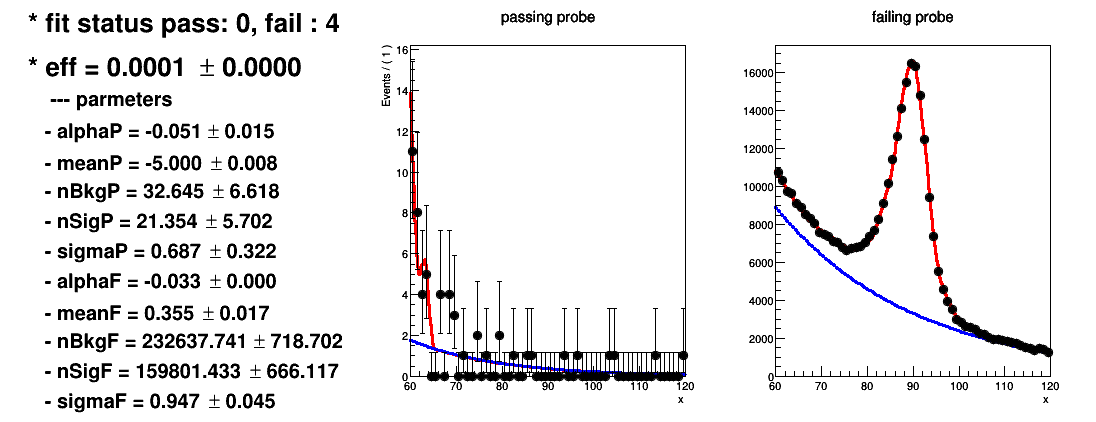 * fit status pass: 0, fail : 4
* eff = 0.0001 ± 0.0000
--- parmeters
- alphaP = -0.051 ± 0.015
- meanP = -5.000 ± 0.008
- nBkgP = 32.645 ± 6.618
- nSigP = 21.354 ± 5.702
- sigmaP = 0.687 ± 0.322
- alphaF = -0.033 ± 0.000
- meanF = 0.355 ± 0.017
- nBkgF = 232637.741 ± 718.702
- nSigF = 159801.433 ± 666.117
- sigmaF = 0.947 ± 0.045
passing probe
Events / ( 1 )
16
14
12
10
8
6
4
2
0
60 70 80 90 100 110 120
x
failing probe
16000
14000
12000
10000
8000
6000
4000
2000
0
60 70 80 90 100 110 120
x